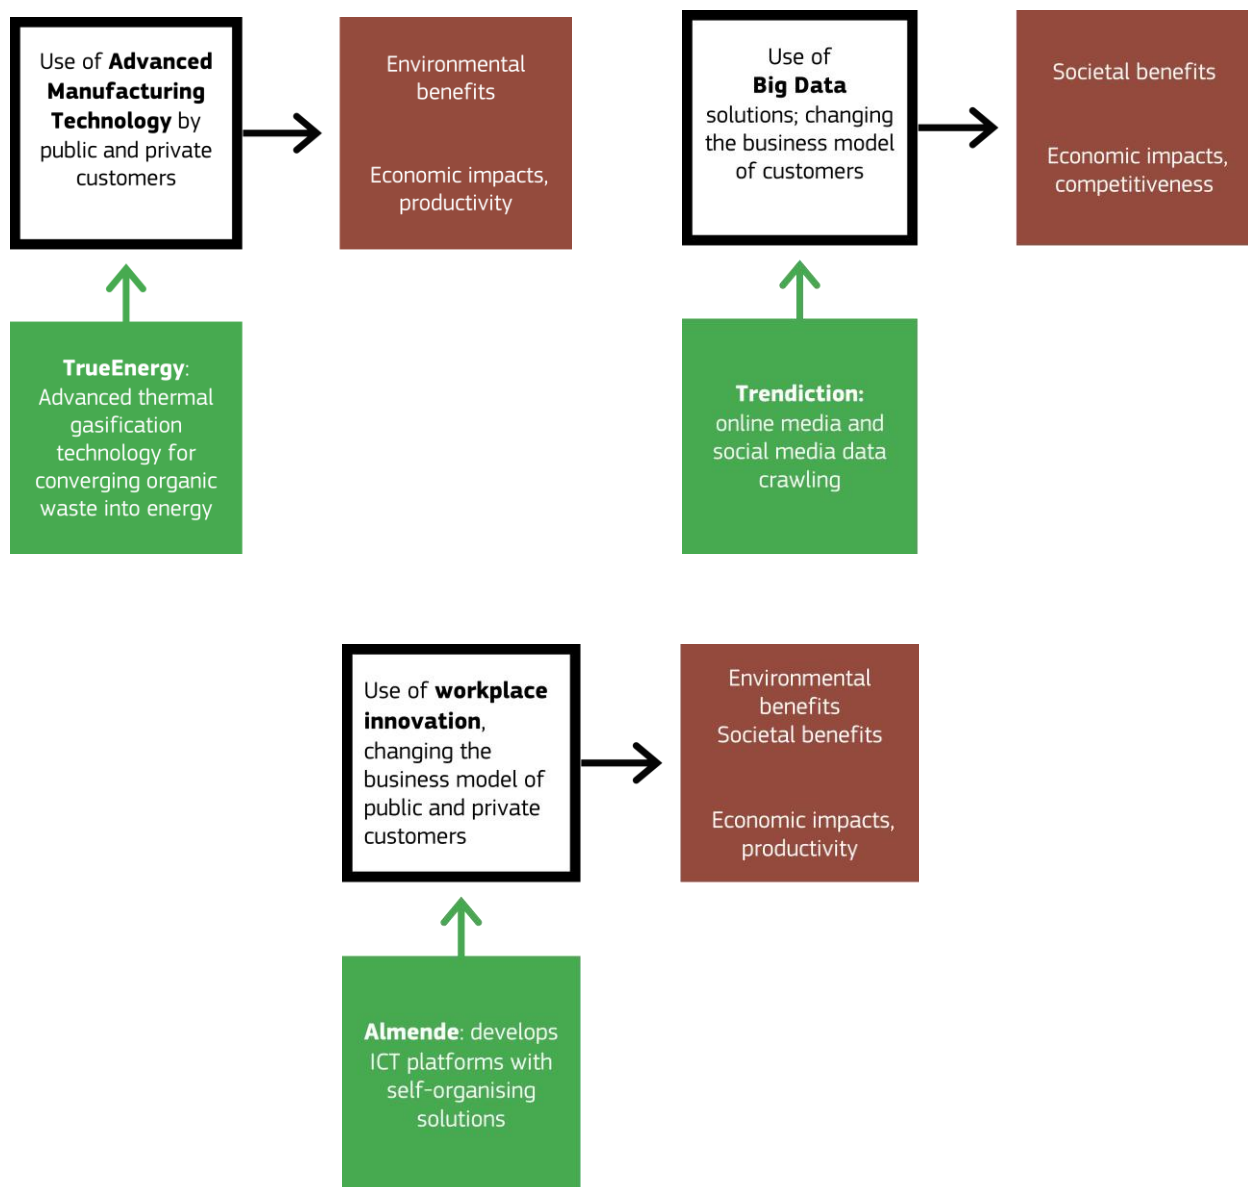 Use of Advanced
Manufacturing
Technology by
public and private
customers
Environmental
benefits
Economic impacts,
productivity
TrueEnergy:
Advanced thermal
gasification
technology for
converging organic
waste into energy
Use of
Big Data
solutions; changing
the business model
of customers
Societal benefits
Economic impacts,
competitiveness
Trendiction:
online media and
social media data
crawling
Use of workplace
innovation,
changing the
business model of
public and private
customers
Environmental
benefits
Societal benefits
Economic impacts,
productivity
Almende: develops
ICT platforms with
self-organising
solutions